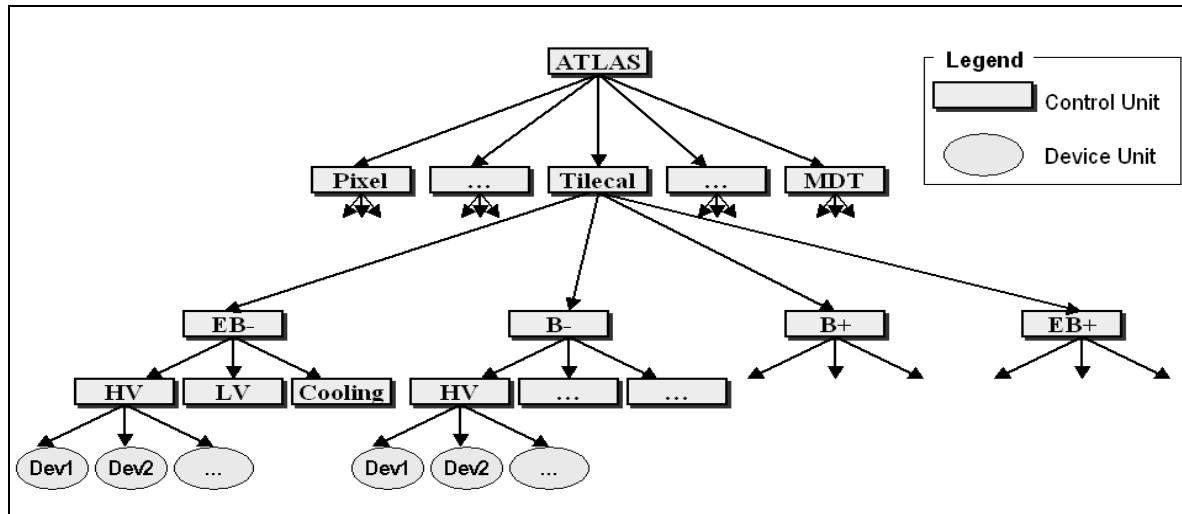 ATLAS
Legend
Control Unit
Device Unit
Pixel
...
Tilecal
...
MDT
EB-
B-
B+
EB+
HV
LV
Cooling
HV
...
...
Dev1
Dev2
...
Dev1
Dev2
...